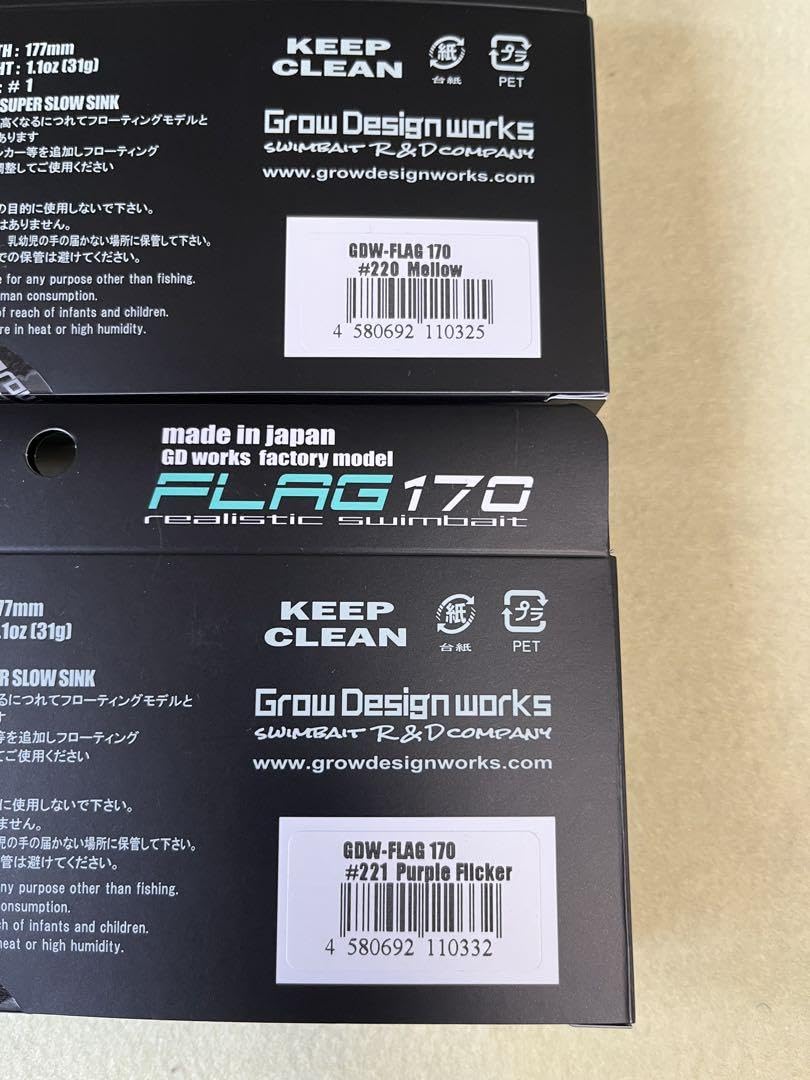 TH : 177mm
HT : 1.1oz (31g)
: # 1
SUPER SLOW SINK
高くなるにつれてフローティングモデルと
あります
ンカー等を追加しフローティング
調整してご使用ください
の目的に使用しないで下さい。
はありません。
乳幼児の手の届かない場所に保管して下さい。
での保管は避けてください。
e for any purpose other than fishing.
man consumption.
of reach of infants and children.
re in heat or high humidity.
KEEP
CLEAN
紙
台紙
プラ
PET
Grow Design works
SWIMBAIT R & D COMPANY
www.growdesignworks.com
GDW-FLAG 170
#220 Mellow
4 580692 110325
made in japan
GD works factory model
FLAG 170
realistic swimbait
77mm
.1oz (31g)
R SLOW SINK
るにつれてフローティングモデルと
す
等を追加しフローティング
てご使用ください
に使用しないで下さい。
ません。
児の手の届かない場所に保管して下さい。
管は避けてください。
ny purpose other than fishing.
onsumption.
ch of infants and children.
heat or high humidity.
KEEP
CLEAN
紙
台紙
プラ
PET
Grow Design works
SWIMBAIT R & D COMPANY
www.growdesignworks.com
GDW-FLAG 170
#221 Purple Flicker
4 580692 110332